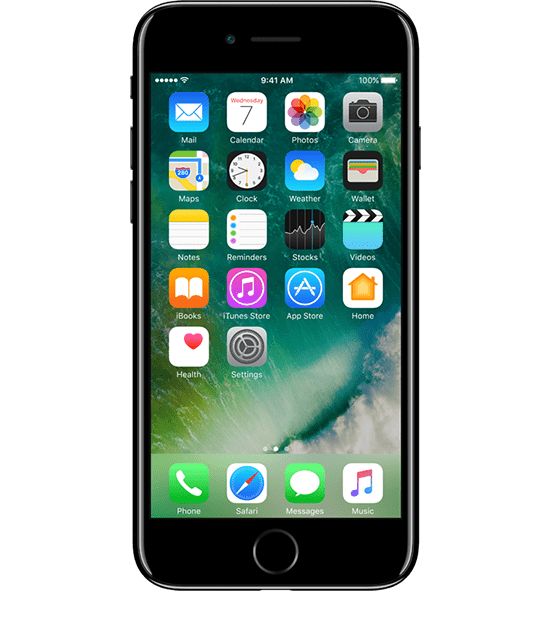 9:41 AM 100%
Wednesday
7
Mail Calendar Photos Camera
280
Maps Clock Weather Wallet
Notes Reminders Stocks Videos
iBooks iTunes Store App Store Home
Health Settings
Phone Safari Messages Music